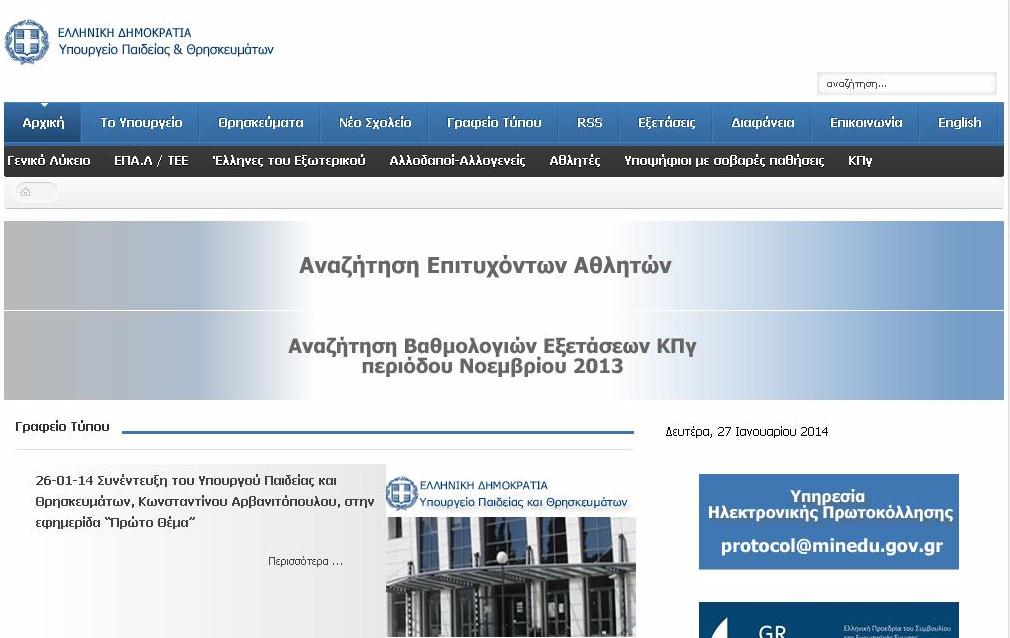 ΕΛΛΗΝΙΚΗ ΔΗΜΟΚΡΑΤΙΑ
Υπουργείο Παιδείας & Θρησκευμάτων
αναζήτηση...
Αρχική Το Υπουργείο Θρησκεύματα Νέο Σχολείο Γραφείο Τύπου RSS Εξετάσεις Διαφάνεια Επικοινωνία English
Γενικό Λύκειο ΕΠΑ.Λ / ΤΕΕ Έλληνες του Εξωτερικού Αλλοδαποί-Αλλογενείς Αθλητές Υποψήφιοι με σοβαρές παθήσεις ΚΠγ
Αναζήτηση Επιτυχόντων Αθλητών
Αναζήτηση Βαθμολογιών Εξετάσεων ΚΠγ
περιόδου Νοεμβρίου 2013
Γραφείο Τύπου
Δευτέρα, 27 Ιανουαρίου 2014
26-01-14 Συνέντευξη του Υπουργού Παιδείας και
Θρησκευμάτων, Κωνσταντίνου Αρβανιτόπουλου, στην
εφημερίδα “Πρώτο Θέμα”
Περισσότερα ...
ΕΛΛΗΝΙΚΗ ΔΗΜΟΚΡΑΤΙΑ
Υπουργείο Παιδείας και Θρησκευμάτων
Υπηρεσία
Ηλεκτρονικής Πρωτοκόλλησης
protocol@minedu.gov.gr
GR
Ελληνική Προεδρία του Συμβουλίου